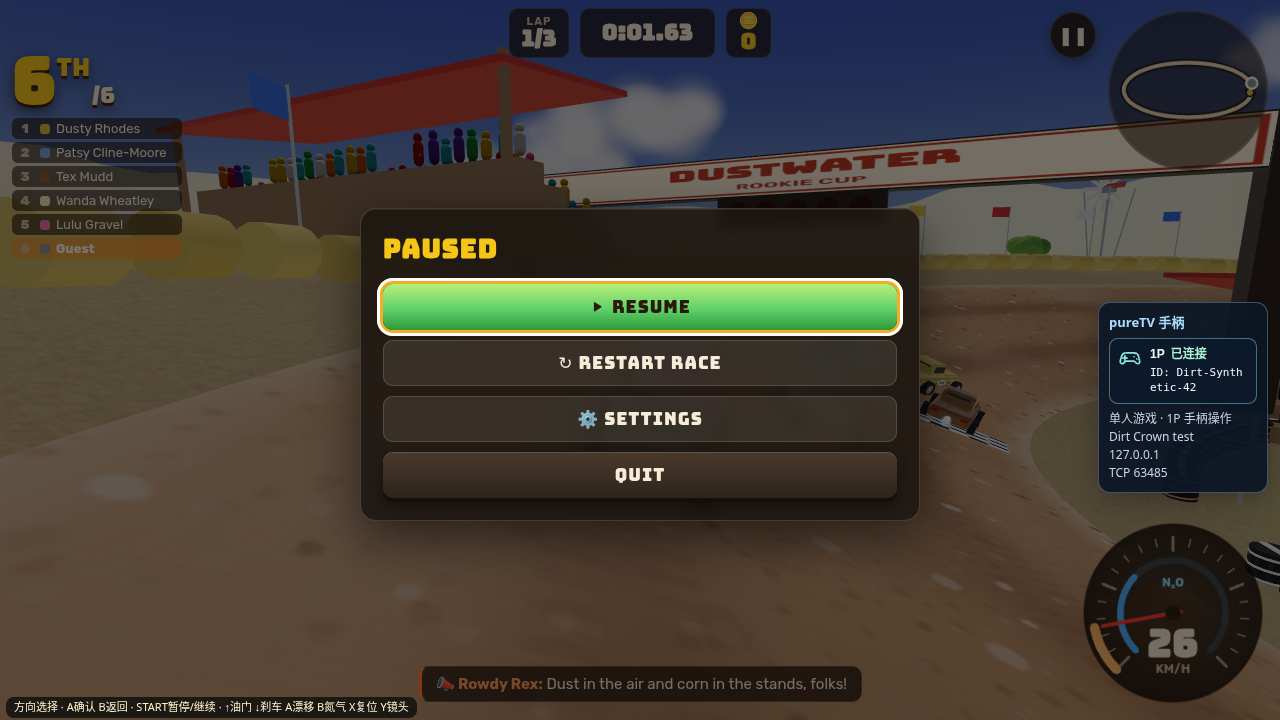 LAP
1/3
0:01.63
0
6TH
/6
1 Dusty Rhodes
2 Patsy Cline-Moore
3 Tex Mudd
4 Wanda Wheatley
5 Lulu Gravel
6 Guest
DUSTWATER
ROOKIE CUP
PAUSED
RESUME
↻ RESTART RACE
SETTINGS
QUIT
pureTV 手柄
1P 已连接
ID: Dirt-Synth
etic-42
单人游戏 · 1P 手柄操作
Dirt Crown test
127.0.0.1
TCP 63485
N₂O
26
KM/H
Rowdy Rex: Dust in the air and corn in the stands, folks!
方向选择 · A确认 B返回 · START暂停/继续 · ↑油门 ↓刹车 A漂移 B氮气 X复位 Y镜头